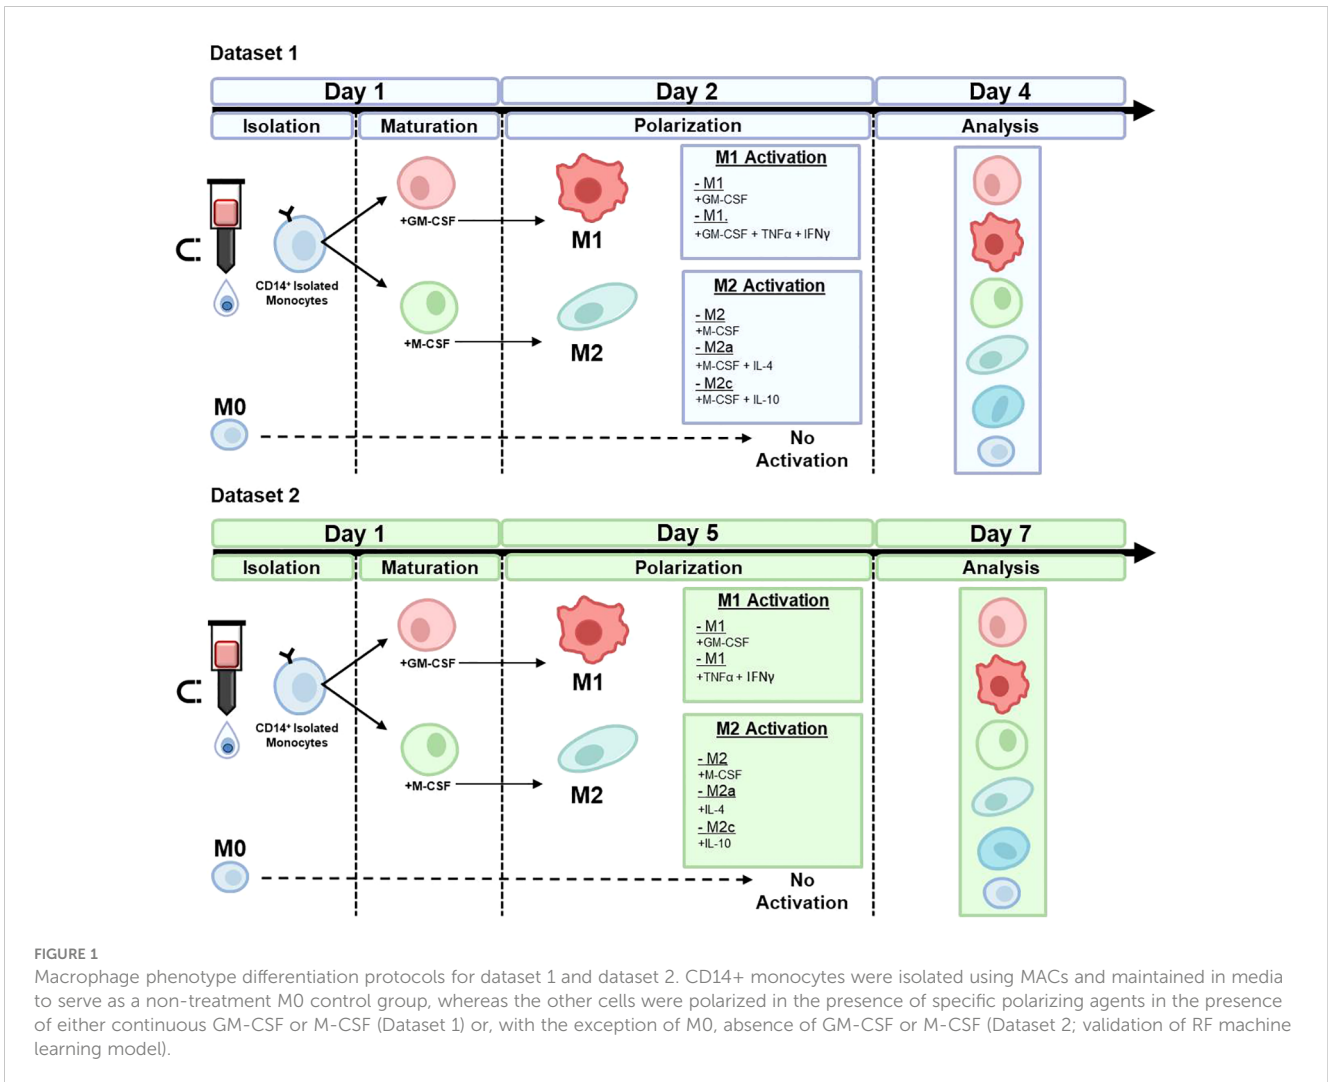 Dataset 1
Day 1
Day 2
Day 4
Isolation
Maturation
Polarization
Analysis
CD14⁺ Isolated
Monocytes
+GM-CSF
+M-CSF
M1
M2
M1 Activation
- M1
+GM-CSF
- M1.
+GM-CSF + TNFα + IFNγ
M2 Activation
- M2
+M-CSF
- M2a
+M-CSF + IL-4
- M2c
+M-CSF + IL-10
M0
No
Activation
Dataset 2
Day 1
Day 5
Day 7
Isolation
Maturation
Polarization
Analysis
CD14⁺ Isolated
Monocytes
+GM-CSF
+M-CSF
M1
M2
M1 Activation
- M1
+GM-CSF
- M1
+TNFα + IFNγ
M2 Activation
- M2
+M-CSF
- M2a
+IL-4
- M2c
+IL-10
M0
No
Activation
FIGURE 1
Macrophage phenotype differentiation protocols for dataset 1 and dataset 2. CD14+ monocytes were isolated using MACs and maintained in media
to serve as a non-treatment M0 control group, whereas the other cells were polarized in the presence of specific polarizing agents in the presence
of either continuous GM-CSF or M-CSF (Dataset 1) or, with the exception of M0, absence of GM-CSF or M-CSF (Dataset 2; validation of RF machine
learning model).